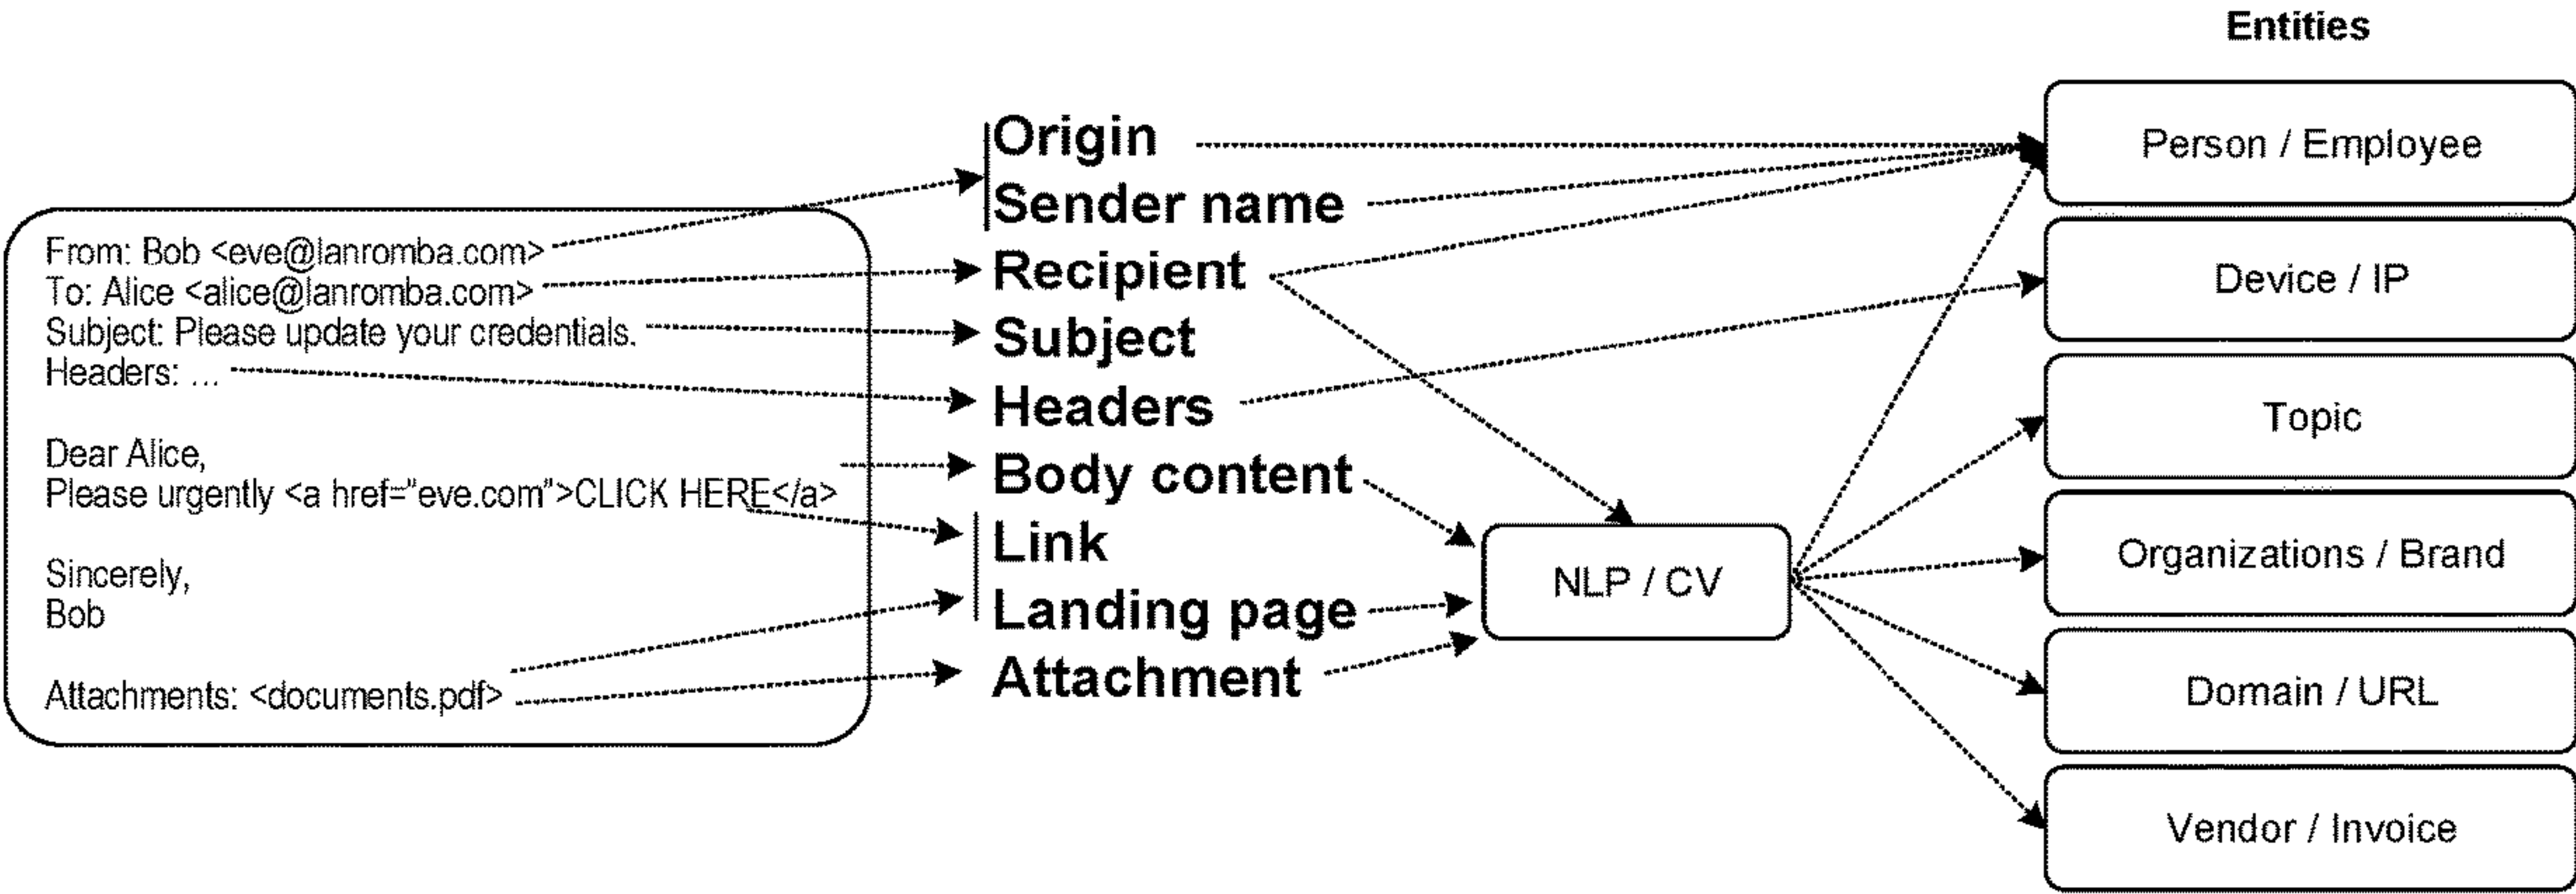 Entities
From: Bob <eve@lanromba.com>
To: Alice <alice@lanromba.com>
Subject: Please update your credentials.
Headers: ...
Dear Alice,
Please urgently <a href="eve.com">CLICK HERE</a>
Sincerely,
Bob
Attachments: <documents.pdf>
Origin
Sender name
Recipient
Subject
Headers
Body content
Link
Landing page
Attachment
NLP / CV
Person / Employee
Device / IP
Topic
Organizations / Brand
Domain / URL
Vendor / Invoice